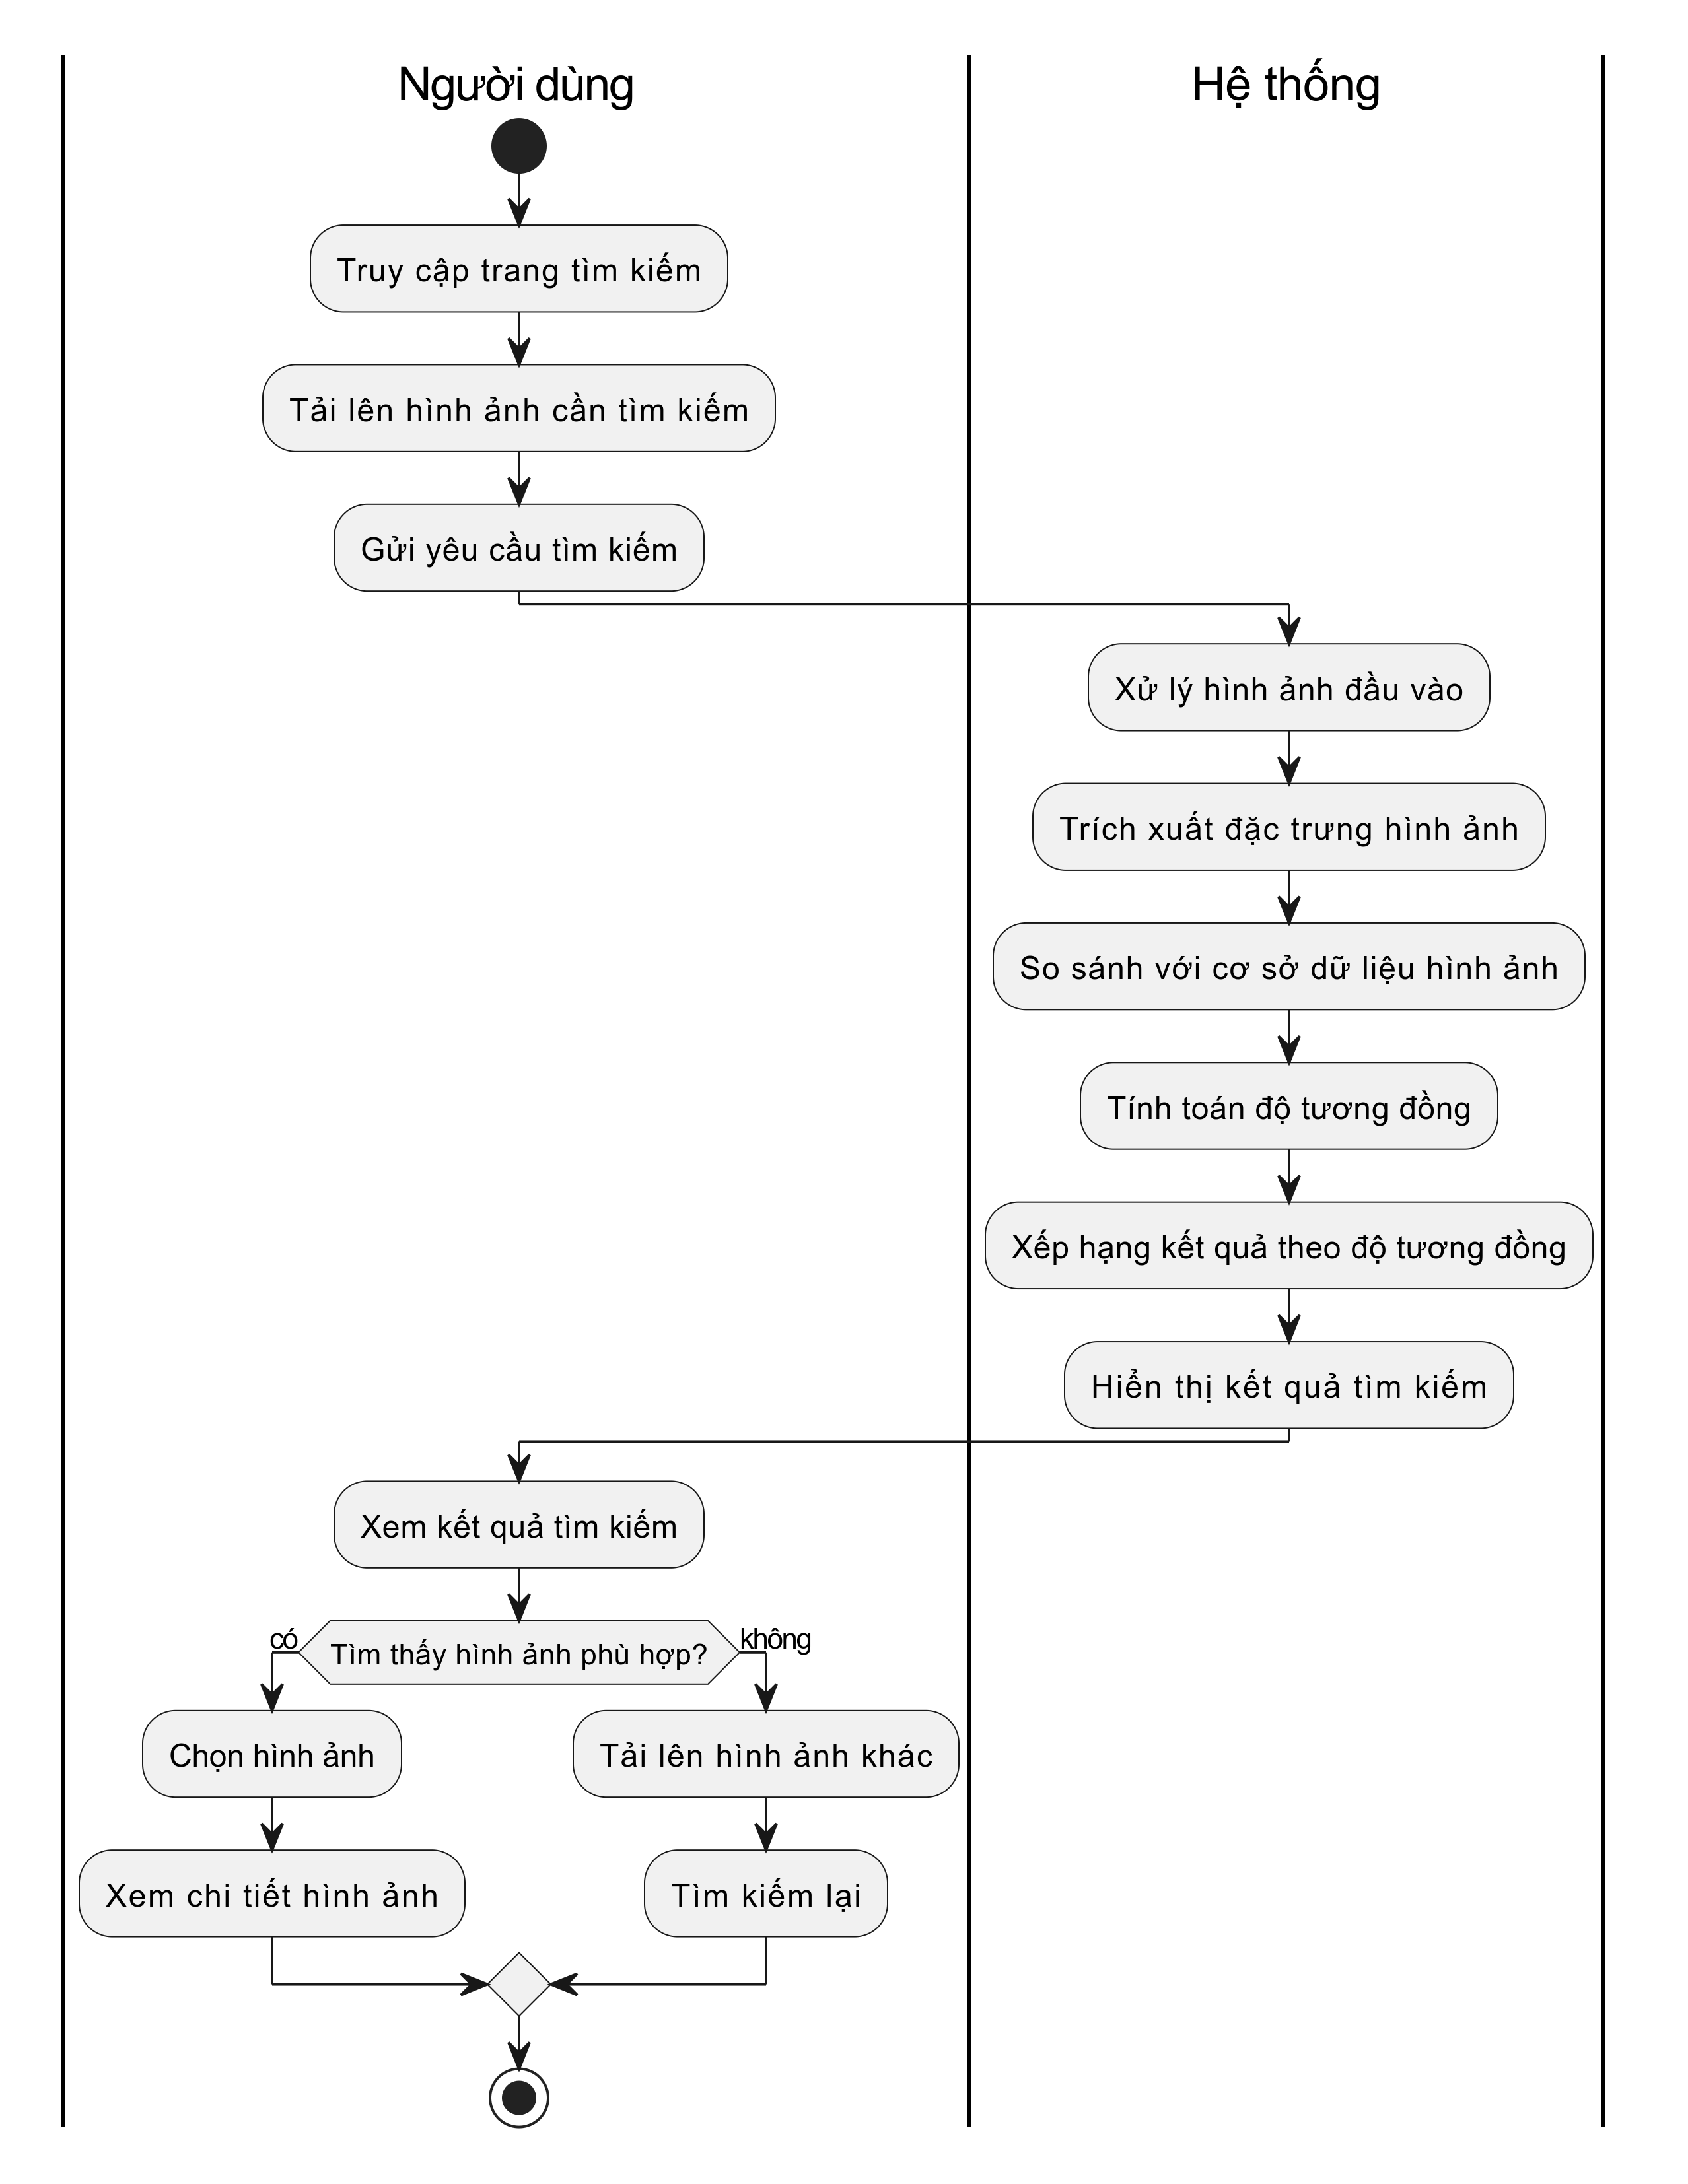 Người dùng
Hệ thống
Truy cập trang tìm kiếm
Tải lên hình ảnh cần tìm kiếm
Gửi yêu cầu tìm kiếm
Xử lý hình ảnh đầu vào
Trích xuất đặc trưng hình ảnh
So sánh với cơ sở dữ liệu hình ảnh
Tính toán độ tương đồng
Xếp hạng kết quả theo độ tương đồng
Hiển thị kết quả tìm kiếm
Xem kết quả tìm kiếm
có
Tìm thấy hình ảnh phù hợp?
không
Chọn hình ảnh
Tải lên hình ảnh khác
Xem chi tiết hình ảnh
Tìm kiếm lại